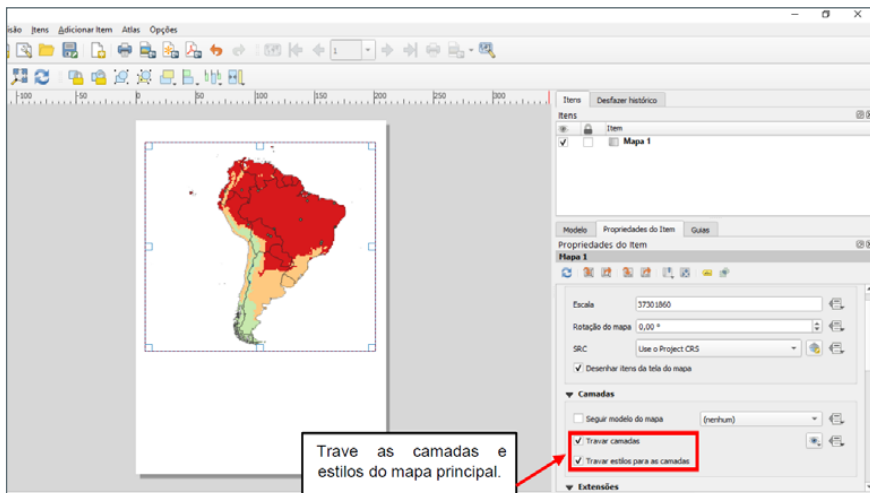 isão Itens Adicionar Item Atlas Opções
1
-100 -50 0 50 100 150 200 250 300
Itens Desfazer histórico
Itens
Item
Mapa 1
Modelo Propriedades do Item Guias
Propriedades do Item
Mapa 1
Escala 37301860
Rotação do mapa 0,00 °
SRC Use o Project CRS
Desenhar itens da tela do mapa
Camadas
Seguir modelo do mapa (nenhum)
Travar camadas
Travar estilos para as camadas
Extensões
Trave as camadas e
estilos do mapa principal.